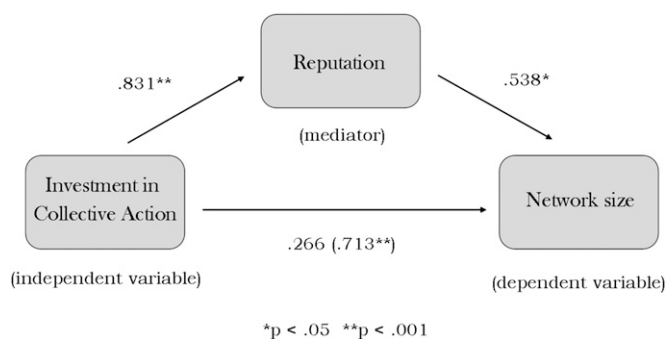 Reputation
.831**
.538*
(mediator)
Investment in
Collective Action
Network size
.266 (.713**)
(independent variable)
(dependent variable)
*p < .05 **p < .001